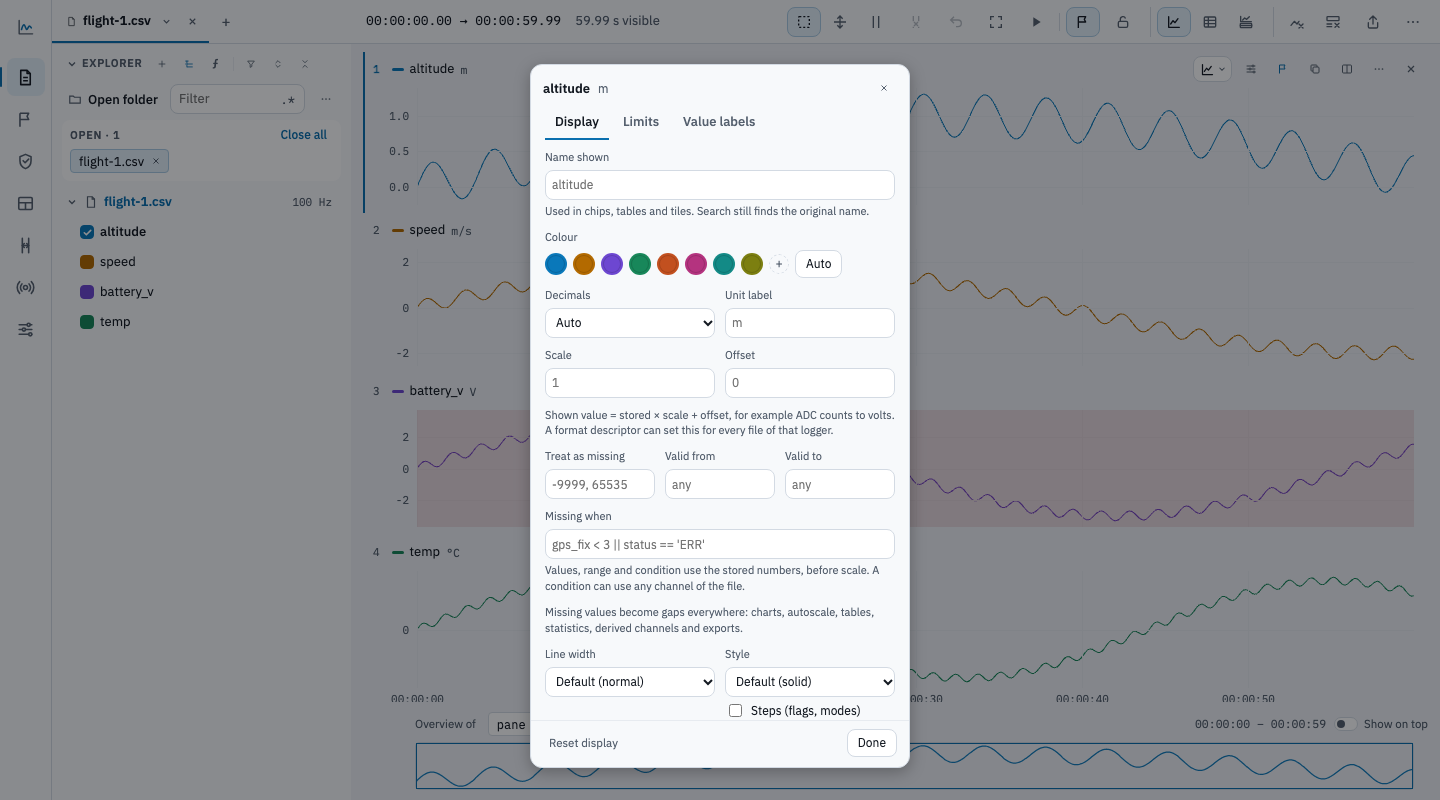 flight-1.csv
00:00:00.00 → 00:00:59.99 59.99 s visible
EXPLORER
Open folder
Filter .*
OPEN · 1 Close all
flight-1.csv
flight-1.csv 100 Hz
altitude
speed
battery_v
temp
1 altitude m
1.0
0.5
0.0
2 speed m/s
2
0
-2
3 battery_v V
2
0
-2
4 temp °C
0
00:00:00 00:30 00:00:40 00:00:50
Overview of pane 00:00:00 – 00:00:59 Show on top
altitude m
Display Limits Value labels
Name shown
altitude
Used in chips, tables and tiles. Search still finds the original name.
Colour
+ Auto
Decimals Unit label
Auto m
Scale Offset
1 0
Shown value = stored × scale + offset, for example ADC counts to volts.
A format descriptor can set this for every file of that logger.
Treat as missing Valid from Valid to
-9999, 65535 any any
Missing when
gps_fix < 3 || status == 'ERR'
Values, range and condition use the stored numbers, before scale. A
condition can use any channel of the file.
Missing values become gaps everywhere: charts, autoscale, tables,
statistics, derived channels and exports.
Line width Style
Default (normal) Default (solid)
Steps (flags, modes)
Reset display Done